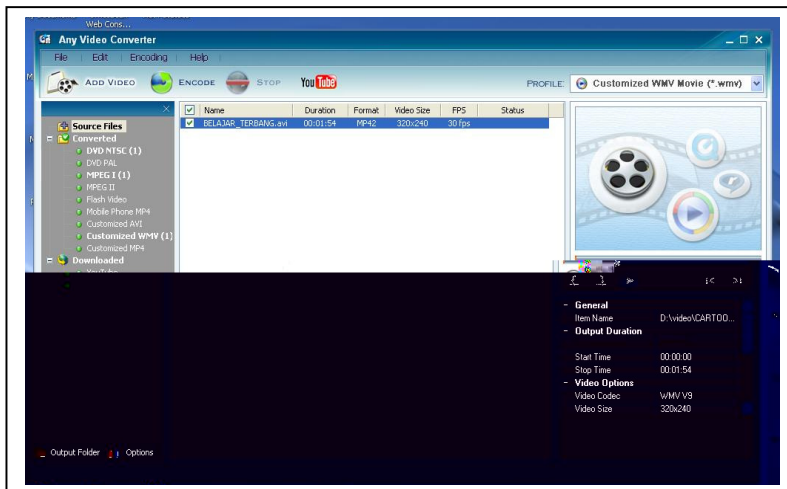 Web Cons...
Any Video Converter
File Edit Encoding Help
ADD VIDEO ENCODE STOP You Tube PROFILE: Customized WMV Movie (*.wmv)
Name Duration Format Video Size FPS Status
BELAJAR_TERBANG.avi 00:01:54 MP42 320x240 30 fps
Source Files
Converted
DVD NTSC (1)
DVD PAL
MPEG I (1)
MPEG II
Flash Video
Mobile Phone MP4
Customized AVI
Customized WMV (1)
Customized MP4
Downloaded
General
Item Name D:\video\CARTOO...
Output Duration
Start Time 00:00:00
Stop Time 00:01:54
Video Options
Video Codec WMV V9
Video Size 320x240
Output Folder Options